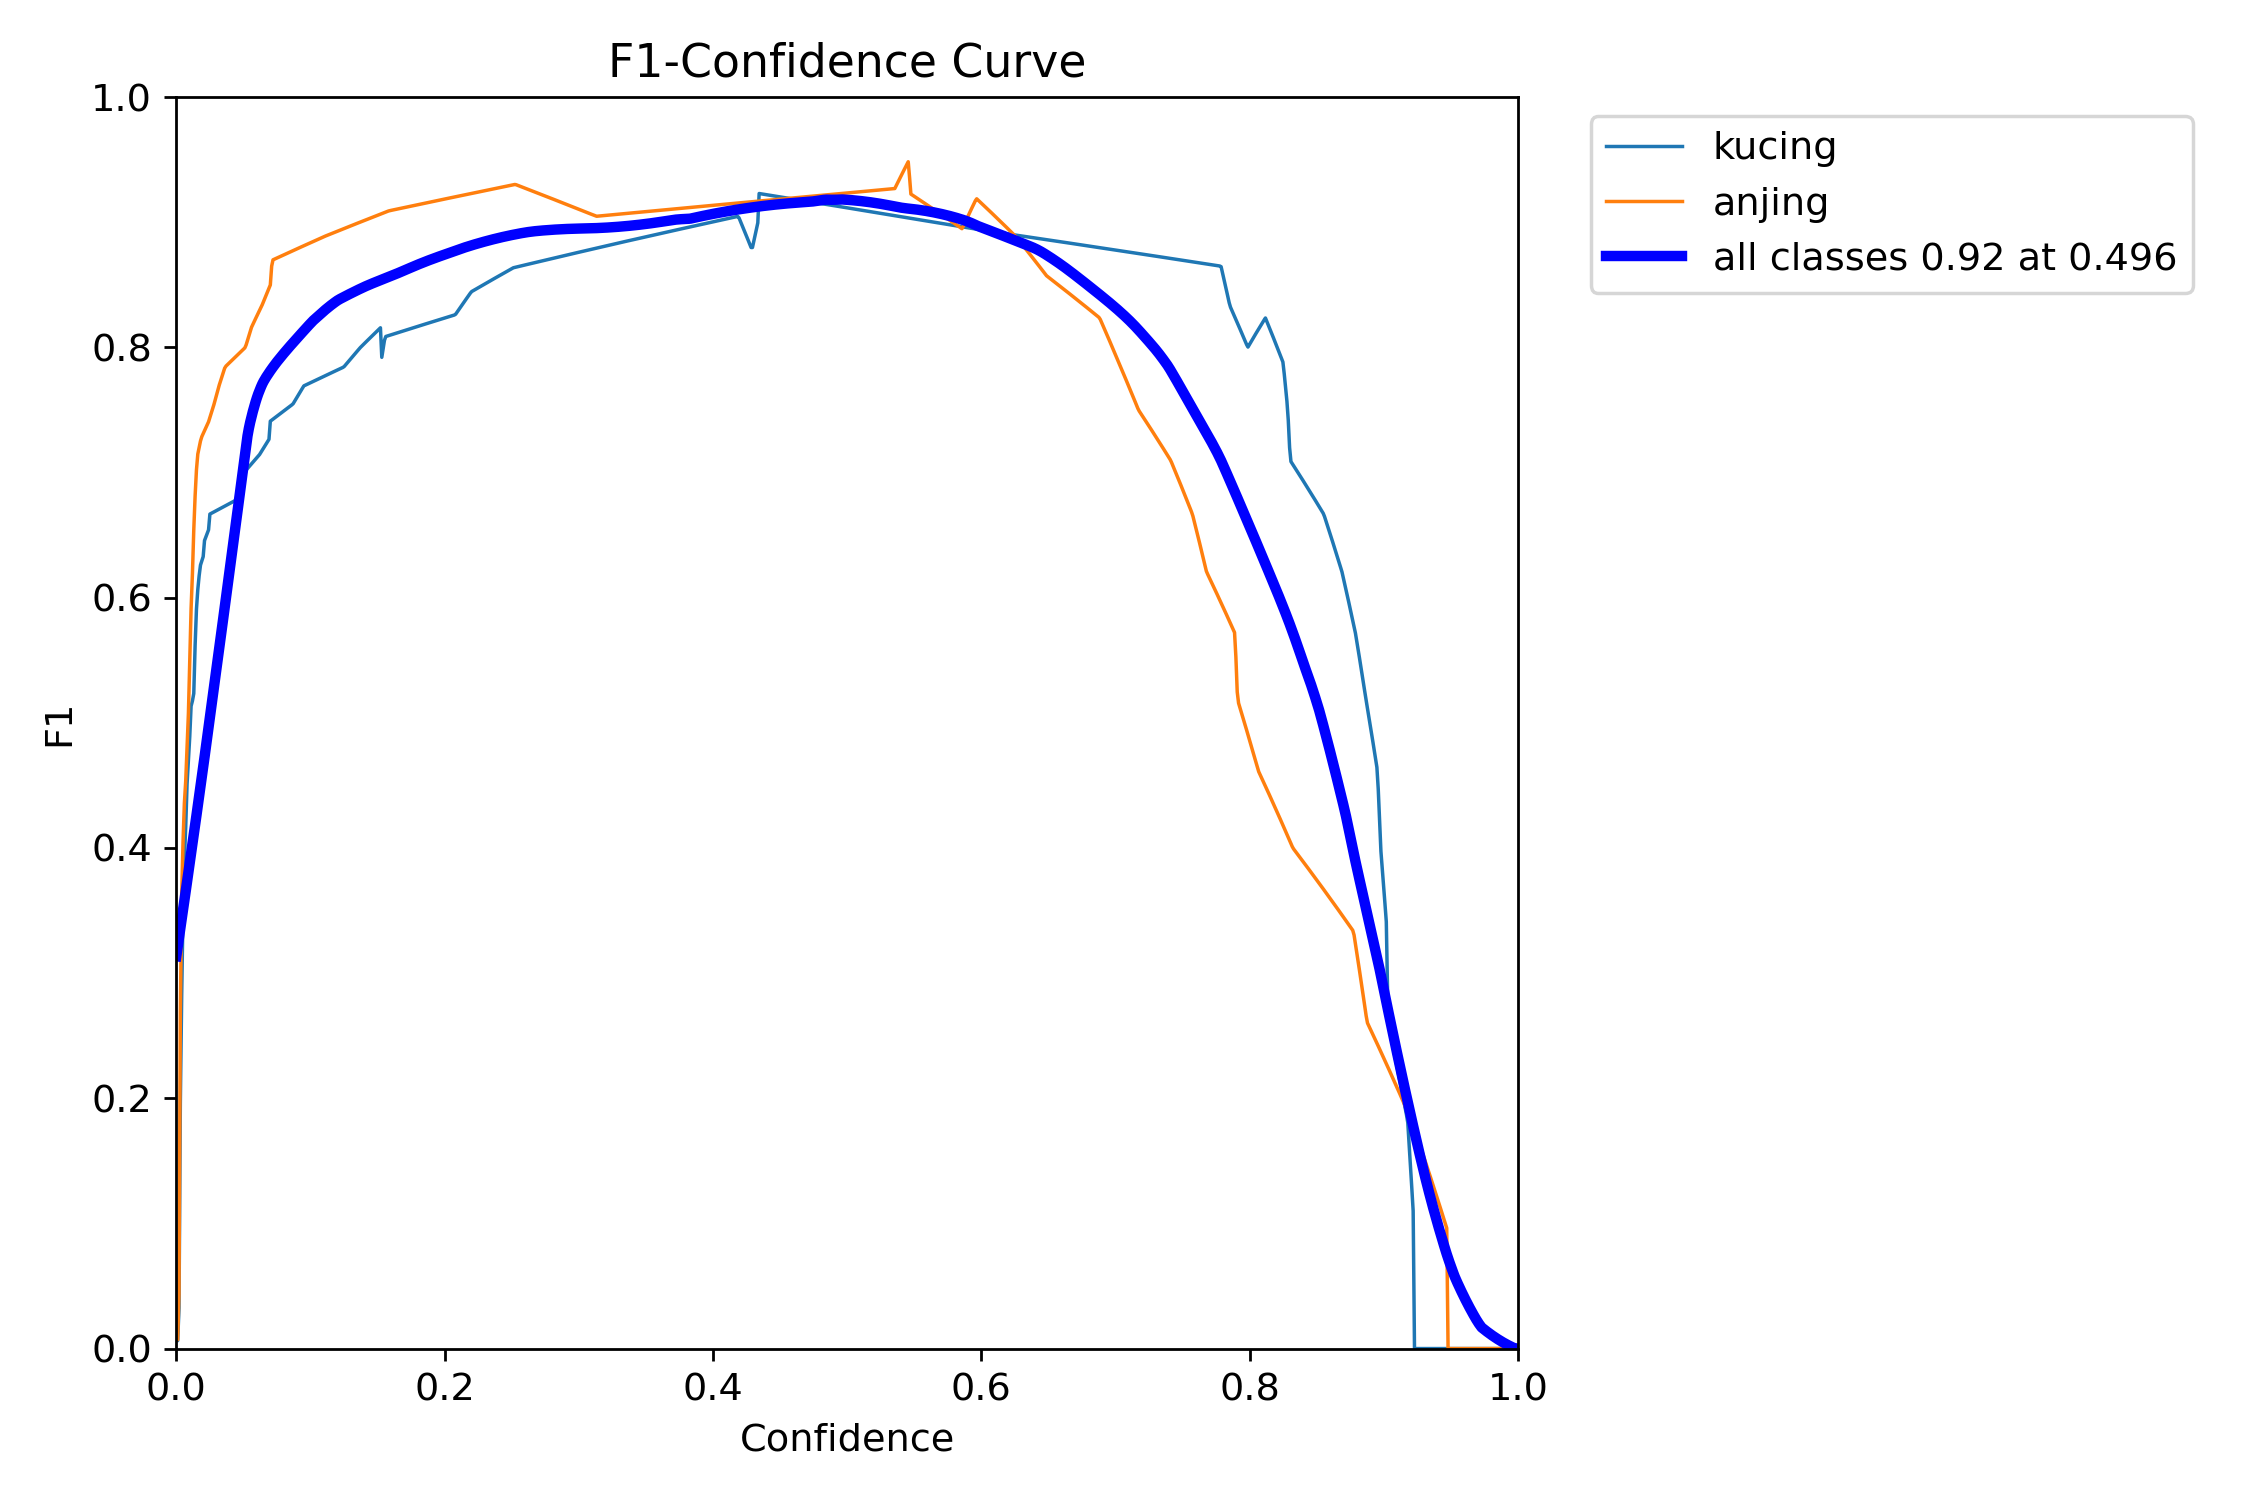 F1-Confidence Curve
kucing
anjing
all classes 0.92 at 0.496
1.0
0.8
0.6
0.4
0.2
0.0
F1
0.0 0.2 0.4 0.6 0.8 1.0
Confidence